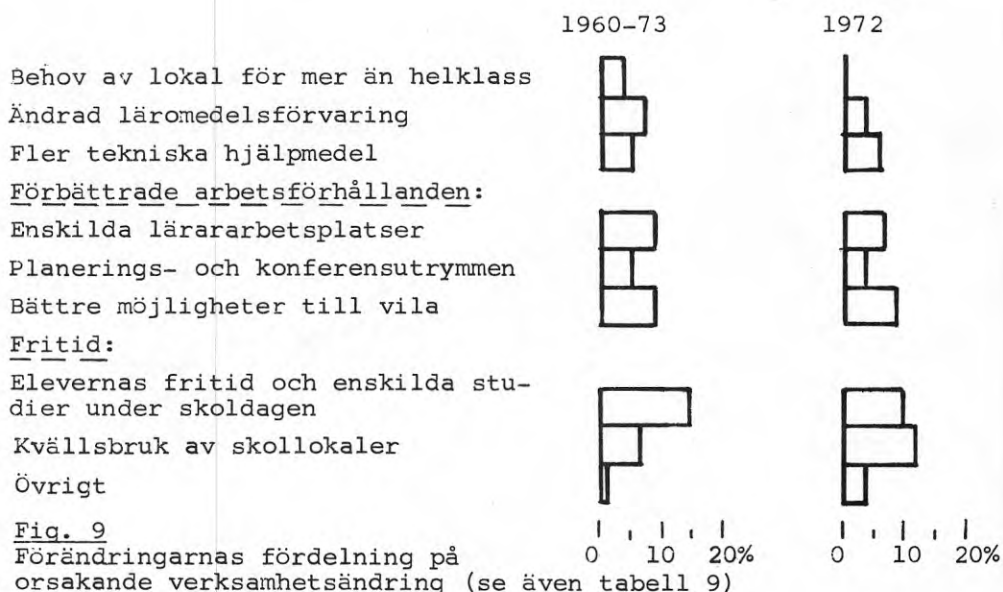 1960-73 1972
Behov av lokal för mer än helklass
Ändrad läromedelsförvaring
Fler tekniska hjälpmedel
Förbättrade arbetsförhållanden:
Enskilda lärararbetsplatser
Planerings- och konferensutrymmen
Bättre möjligheter till vila
Fritid:
Elevernas fritid och enskilda stu-
dier under skoldagen
Kvällsbruk av skollokaler
Övrigt
Fig. 9
0 10 20% 0 10 20%
Förändringarnas fördelning på
orsakande verksamhetsändring (se även tabell 9)